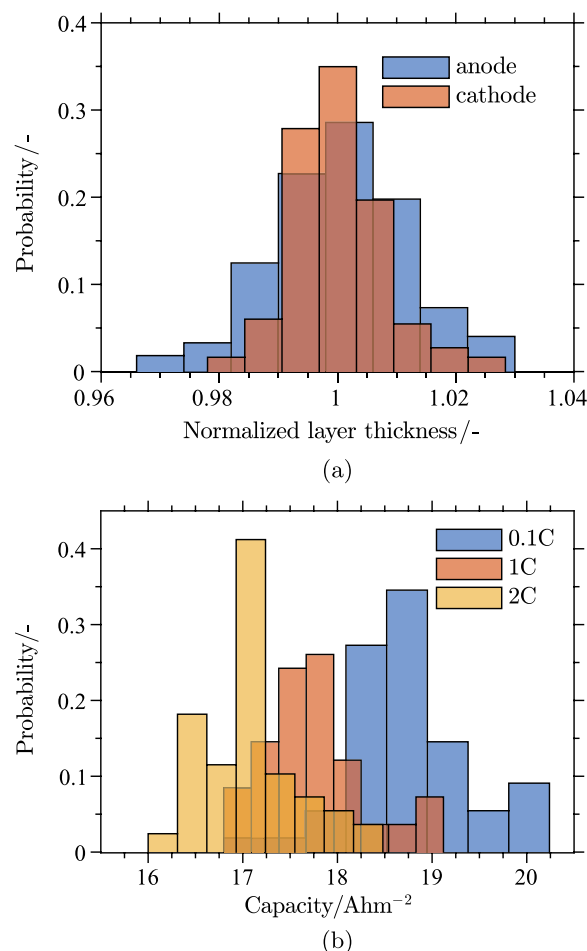 0.4
0.3
0.2
0.1
0
Probability/-
anode
cathode
0.96 0.98 1 1.02 1.04
Normalized layer thickness/-
(a)
0.4
0.3
0.2
0.1
0
Probability/-
0.1C
1C
2C
16 17 18 19 20
Capacity/Ahm⁻²
(b)